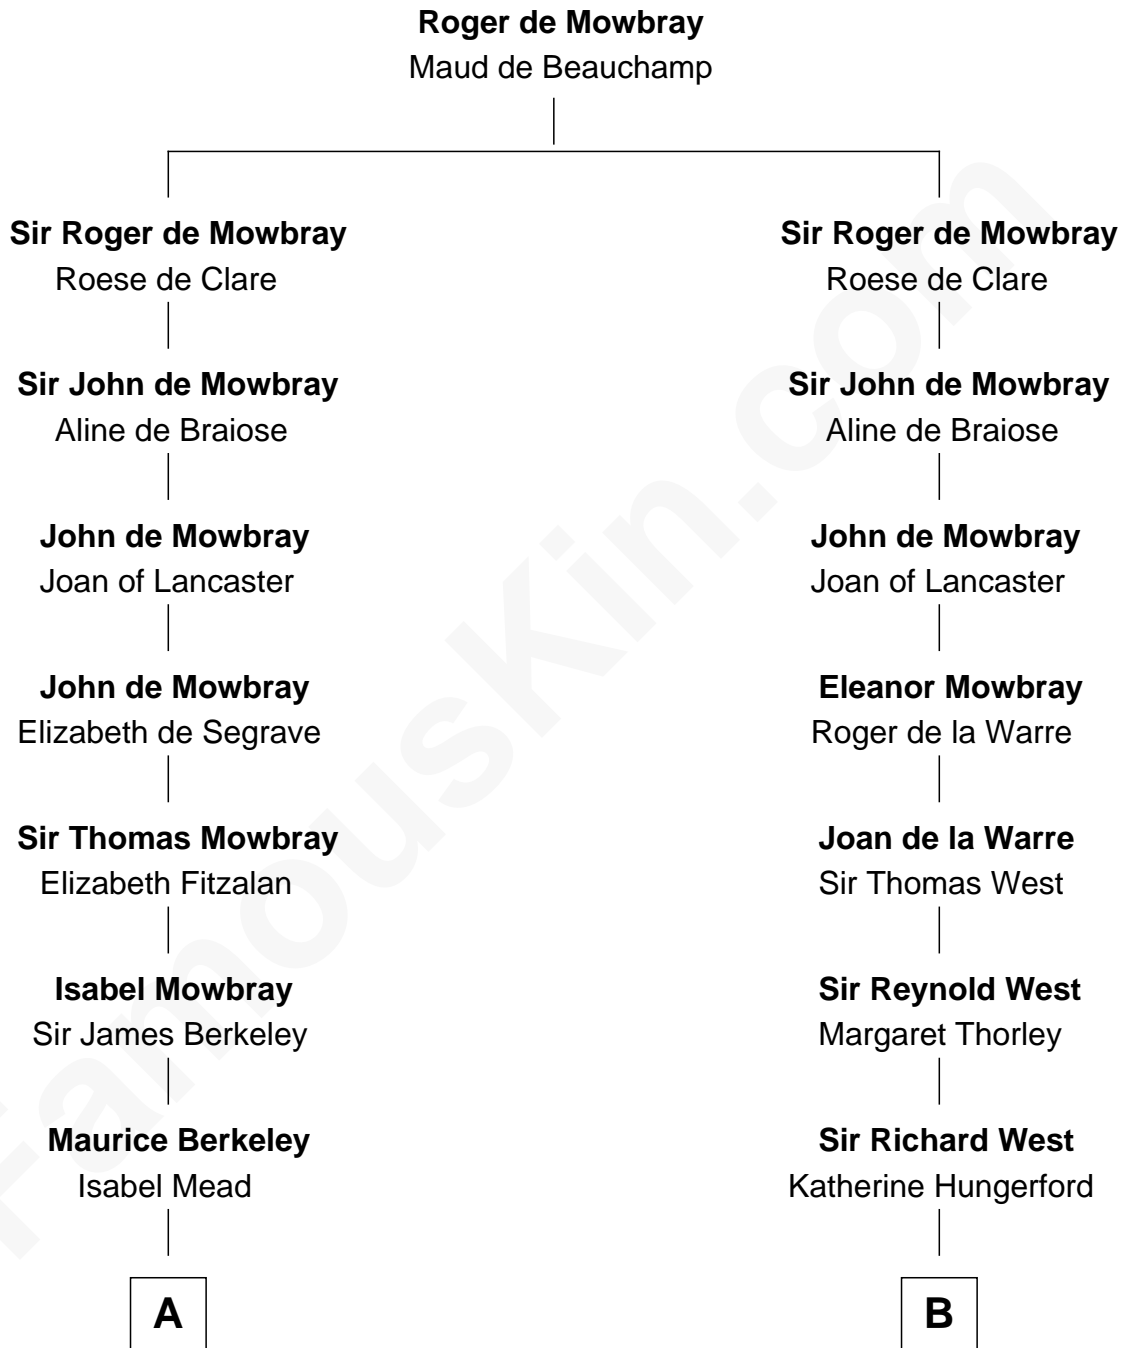 Roger de Mowbray
Maud de Beauchamp
Sir Roger de Mowbray
Roese de Clare
Sir John de Mowbray
Aline de Braiose
John de Mowbray
Joan of Lancaster
John de Mowbray
Elizabeth de Segrave
Sir Thomas Mowbray
Elizabeth Fitzalan
Isabel Mowbray
Sir James Berkeley
Maurice Berkeley
Isabel Mead
A
Sir Roger de Mowbray
Roese de Clare
Sir John de Mowbray
Aline de Braiose
John de Mowbray
Joan of Lancaster
Eleanor Mowbray
Roger de la Warre
Joan de la Warre
Sir Thomas West
Sir Reynold West
Margaret Thorley
Sir Richard West
Katherine Hungerford
B
FamousKin.com